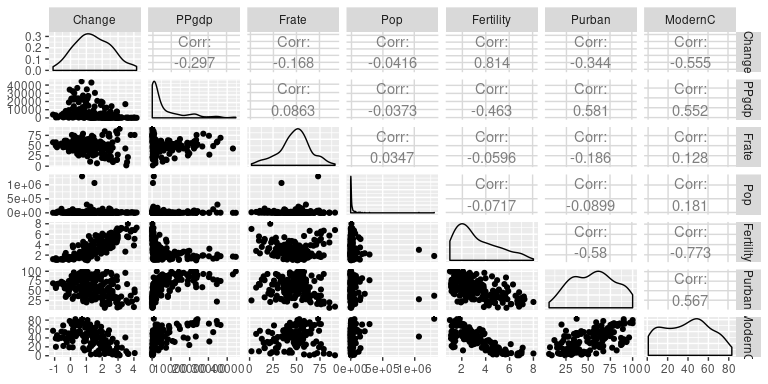 Change PPgdp Frate Pop Fertility Purban ModernC
0.3 Corr: Corr: Corr: Corr: Corr: Corr: Change
0.2
0.1 -0.297 -0.168 -0.0416 0.814 -0.344 -0.555
0.0
40000 Corr: Corr: Corr: Corr: Corr: PPgdp
30000
20000
10000 0.0863 -0.0373 -0.463 0.581 0.552
0
75 Corr: Corr: Corr: Corr: Frate
50
25 0.0347 -0.0596 -0.186 0.128
0
1e+06 Corr: Corr: Corr: Pop
5e+05
0e+00 -0.0717 -0.0899 0.181
8 Corr: Corr: Fertility
6
4
2 -0.58 -0.773
100 Corr: Purban
75
50
25 0.567
80 ModernC
60
40
20
0
-1 0 1 2 3 4 0 10000 20000 30000 40000 0 25 50 75 0e+00 5e+05 1e+06 2 4 6 8 25 50 75 100 0 20 40 60 80